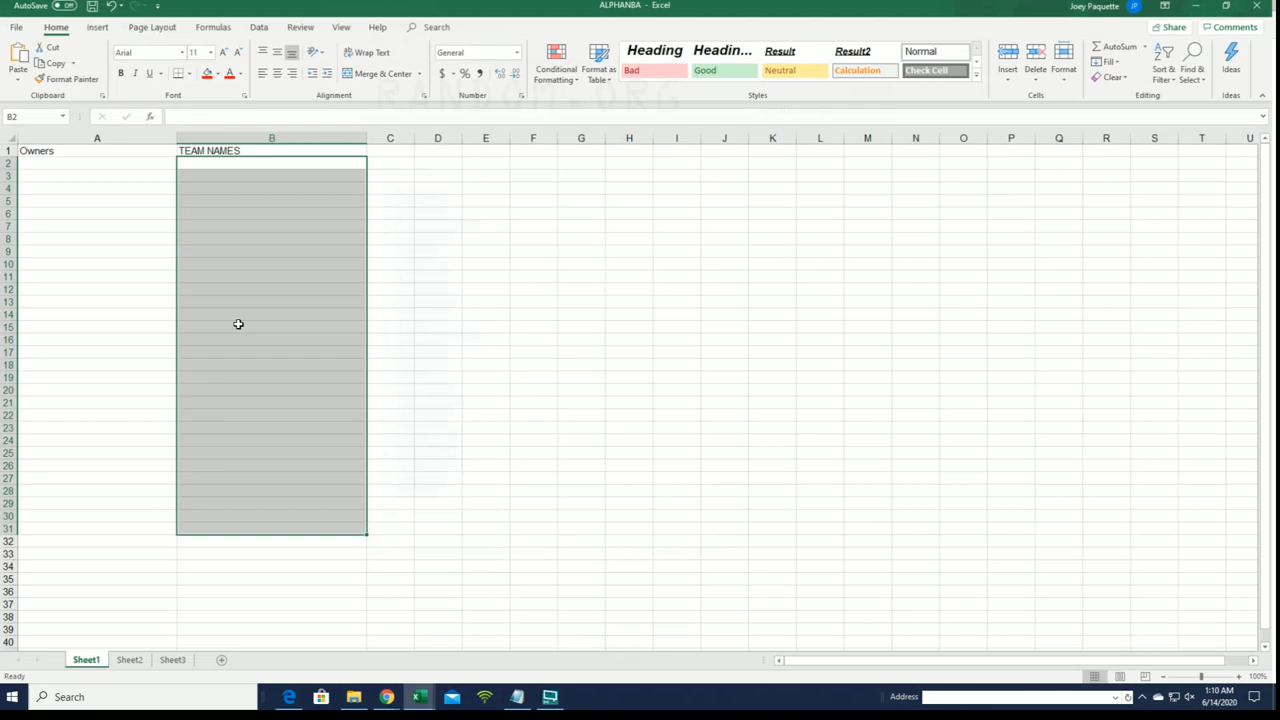 AutoSave Off
ALPHANBA - Excel
Joey Paquette JP
File Home Insert Page Layout Formulas Data Review View Help Search
Share Comments
Paste
Cut
Copy
Format Painter
Clipboard
Arial 11
Font
Wrap Text
Merge & Center
Alignment
General
Number
Conditional Formatting
Format as Table
Heading Headin... Result Result2 Normal
Bad Good Neutral Calculation Check Cell
Styles
Insert Delete Format
Cells
AutoSum
Fill
Clear
Sort & Filter
Find & Select
Editing
Ideas
Ideas
RANDOM.ORG
B2 fx
A B C D E F G H I J K L M N O P Q R S T U
1 Owners TEAM NAMES
2
3
4
5
6
7
8
9
10
11
12
13
14
15
16
17
18
19
20
21
22
23
24
25
26
27
28
29
30
31
32
33
34
35
36
37
38
39
40
Sheet1 Sheet2 Sheet3
Ready
100%
Search
Address
1:10 AM
6/14/2020